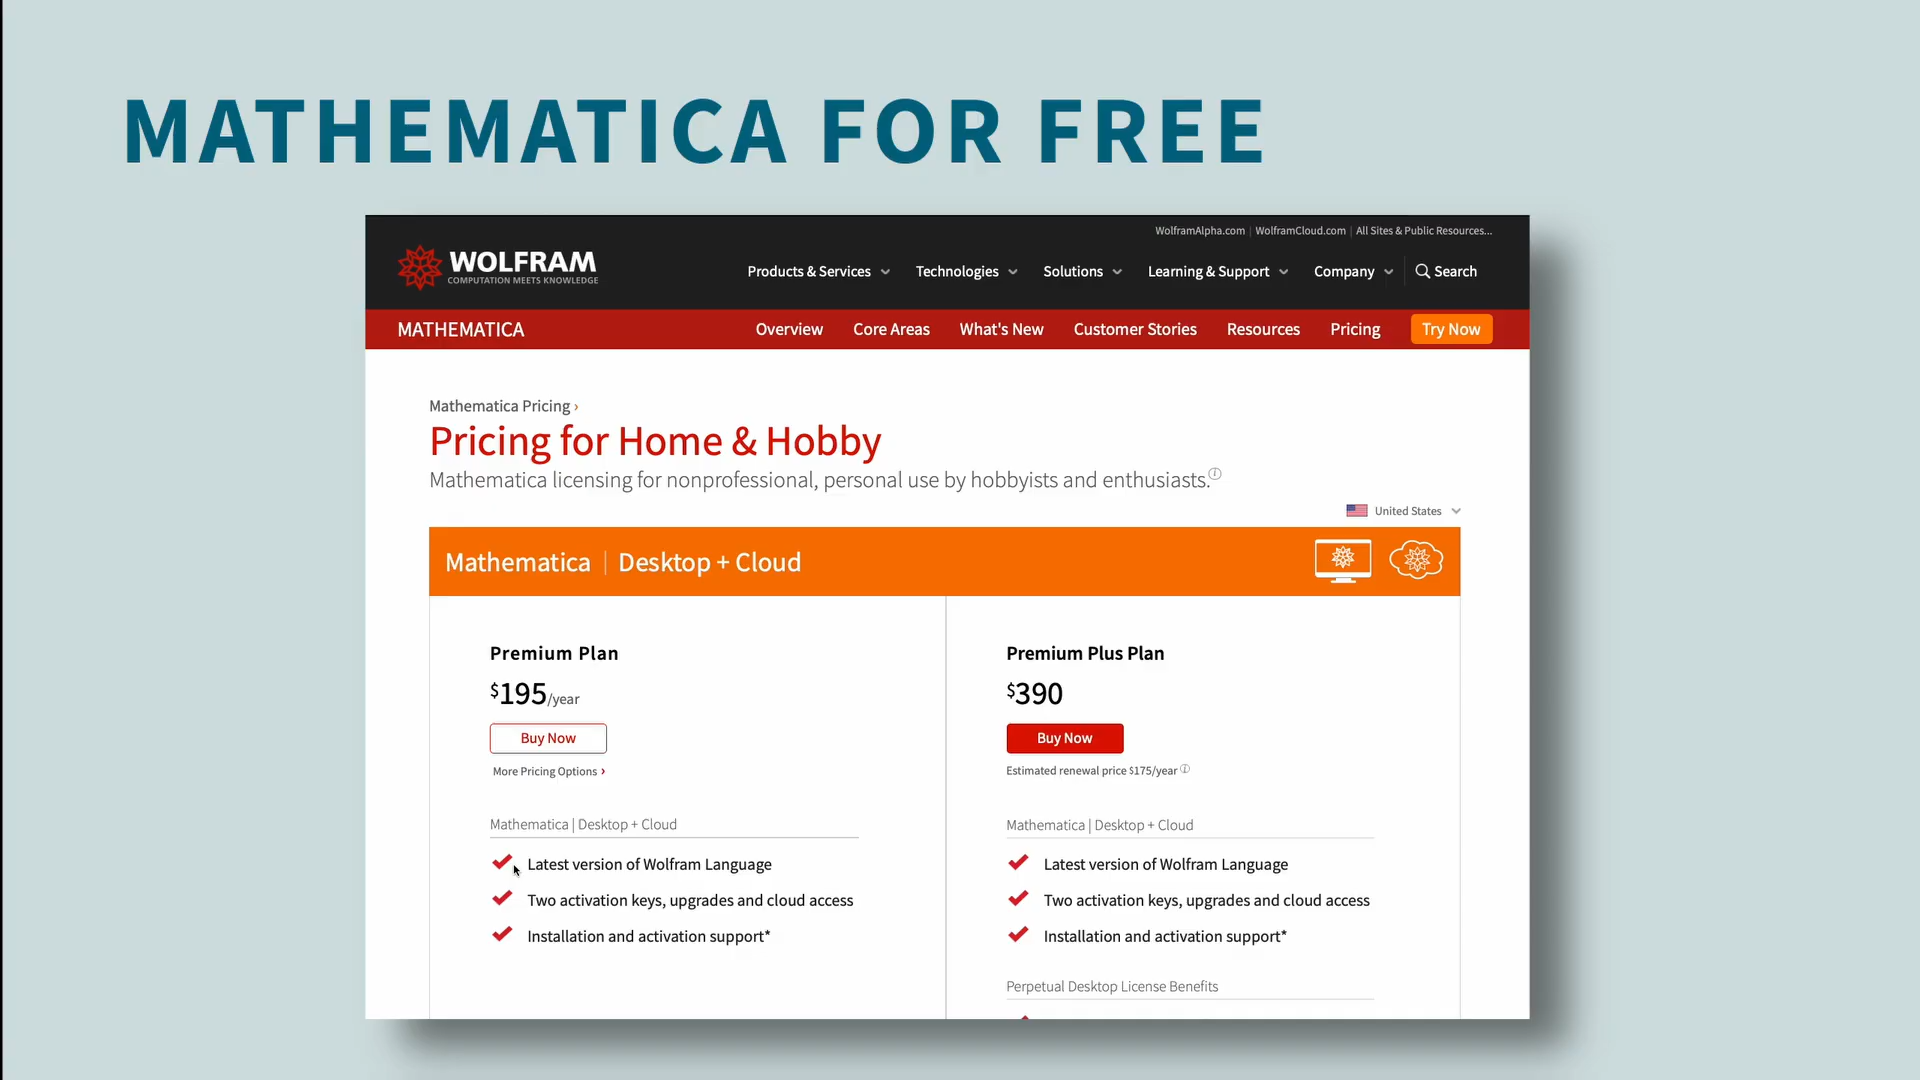 MATHEMATICA FOR FREE
WolframAlpha.com | WolframCloud.com | All Sites & Public Resources...
WOLFRAM
COMPUTATION MEETS KNOWLEDGE
Products & Services Technologies Solutions Learning & Support Company Search
MATHEMATICA Overview Core Areas What's New Customer Stories Resources Pricing Try Now
Mathematica Pricing ›
Pricing for Home & Hobby
Mathematica licensing for nonprofessional, personal use by hobbyists and enthusiasts.ⓘ
United States
Mathematica | Desktop + Cloud
Premium Plan
$195/year
Buy Now
More Pricing Options ›
Mathematica | Desktop + Cloud
Latest version of Wolfram Language
Two activation keys, upgrades and cloud access
Installation and activation support*
Premium Plus Plan
$390
Buy Now
Estimated renewal price $175/year ⓘ
Mathematica | Desktop + Cloud
Latest version of Wolfram Language
Two activation keys, upgrades and cloud access
Installation and activation support*
Perpetual Desktop License Benefits